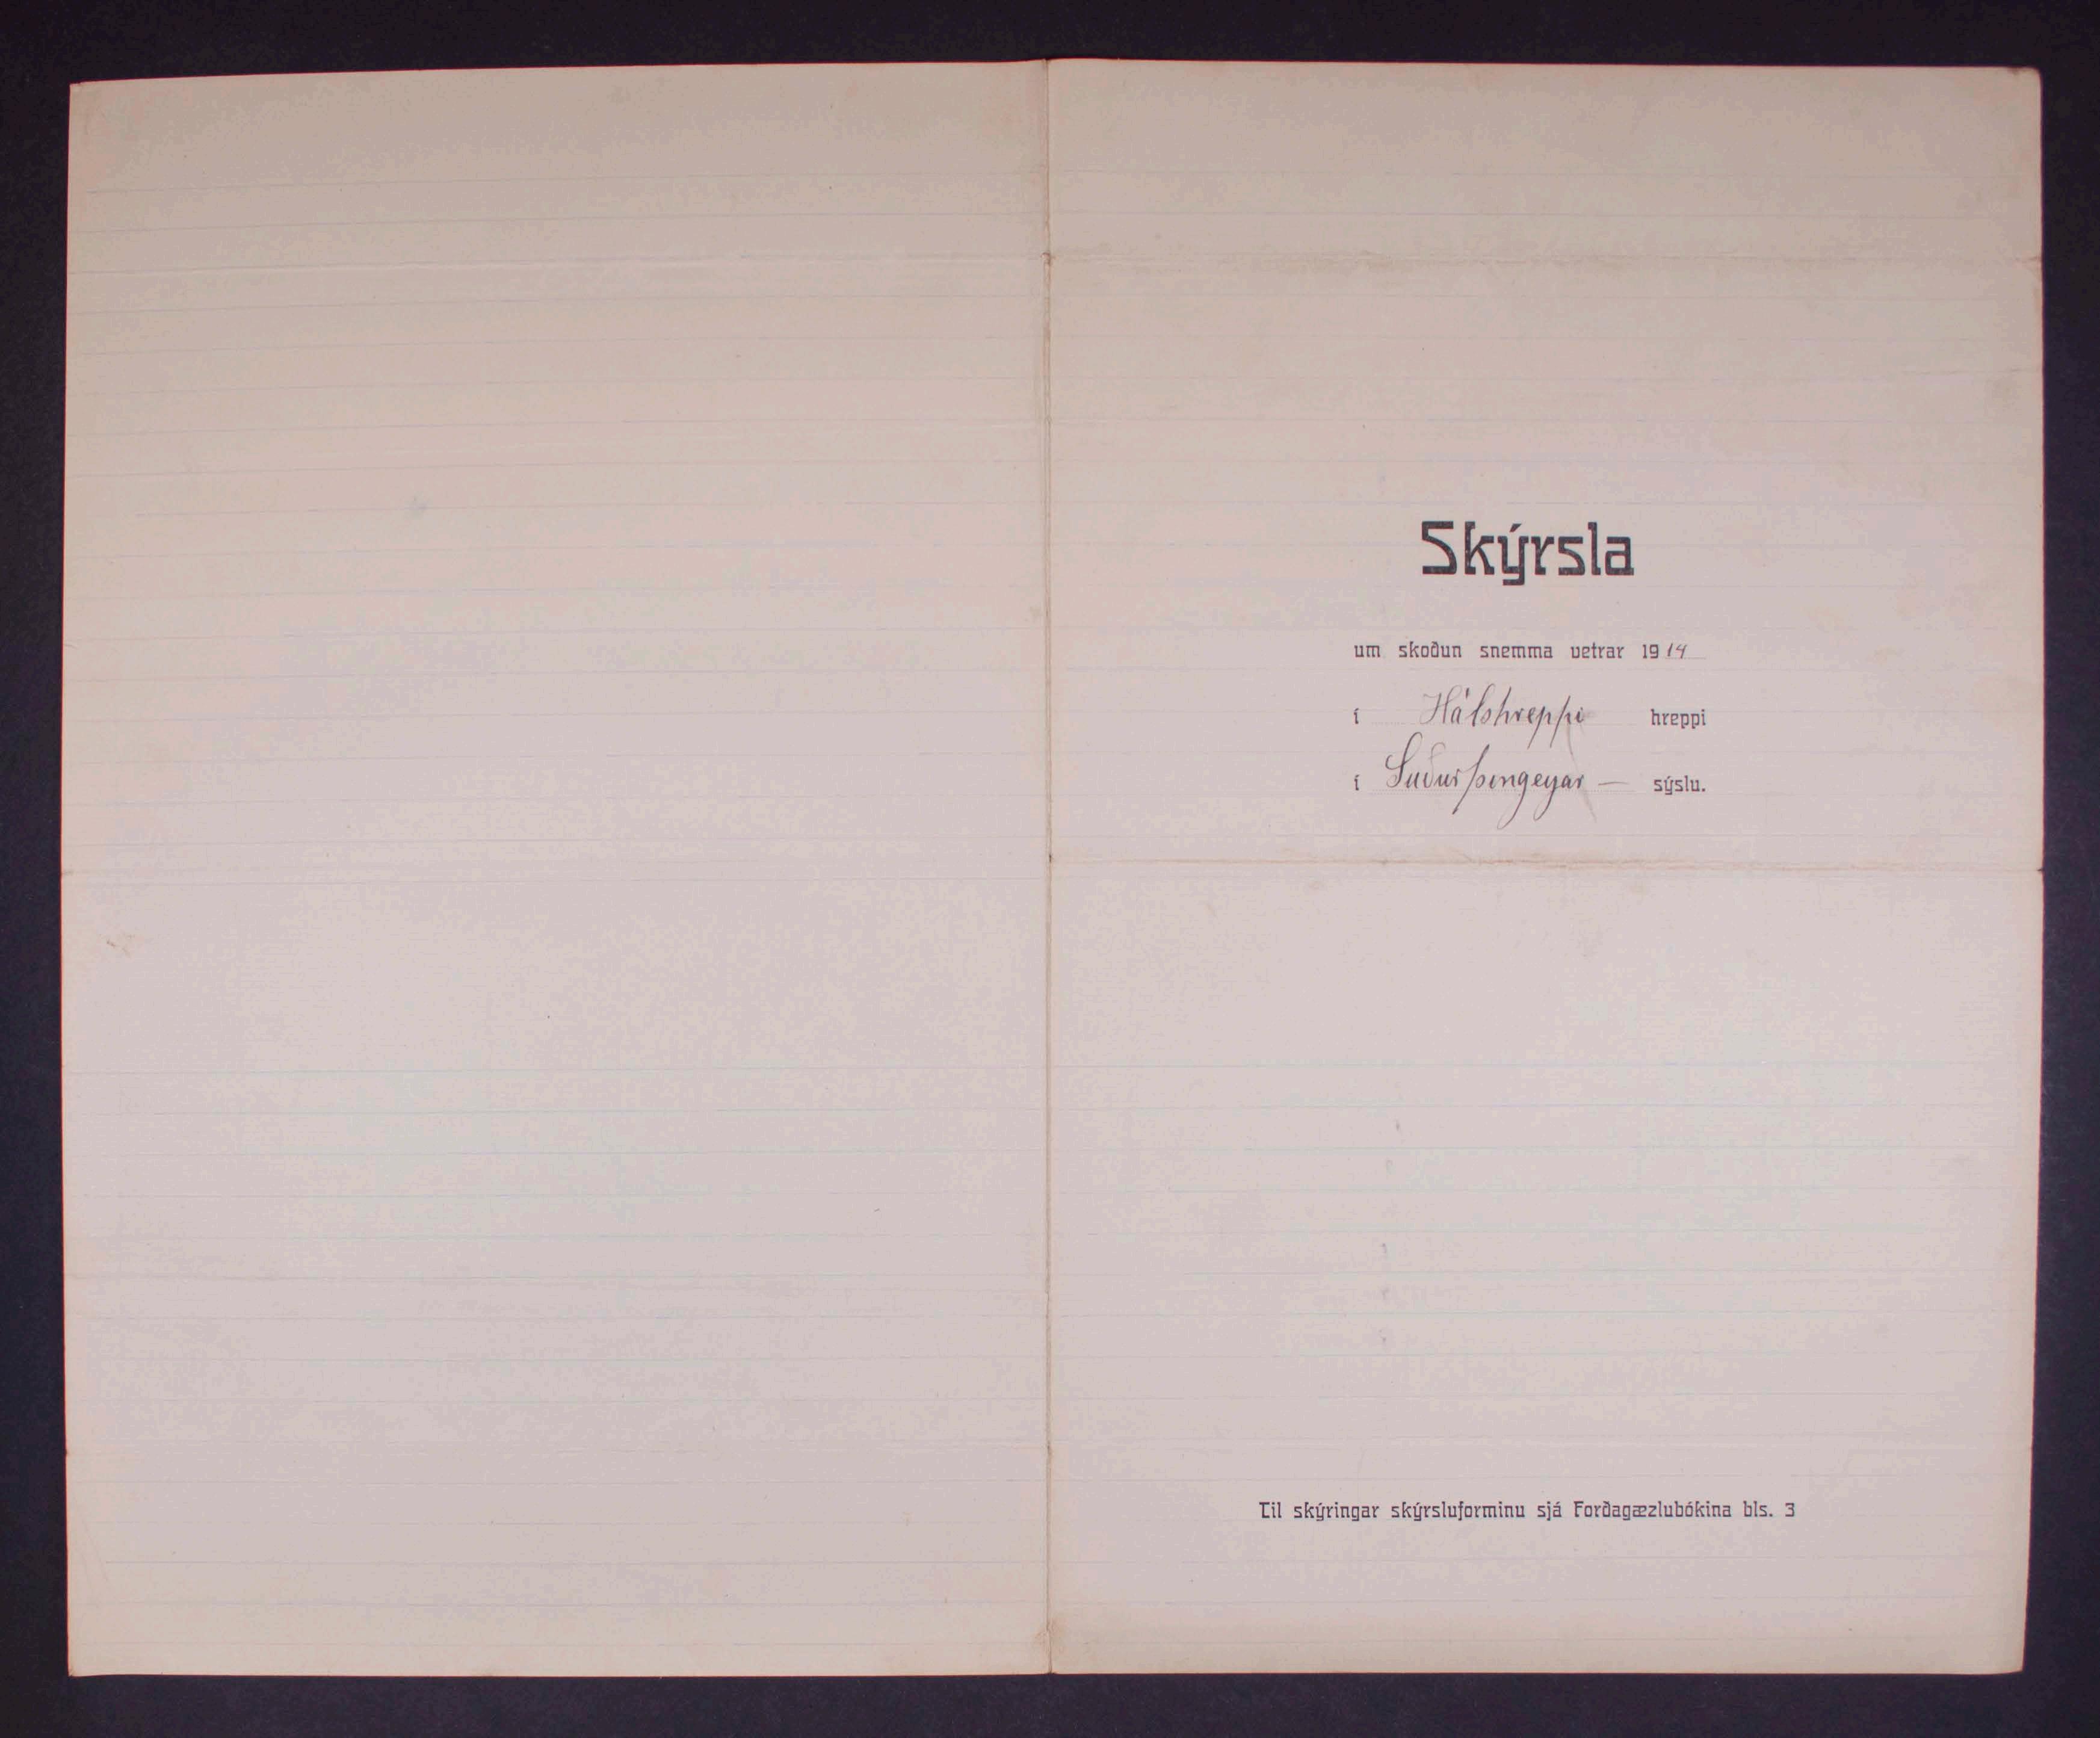 Skýrsla
um skoðun snemma vetrar 1914
í Hálshreppi hreppi
í Suðurþingeyar — sýslu.
Til skýringar skýrsluforminu sjá Forðagæzlubókina bls. 3